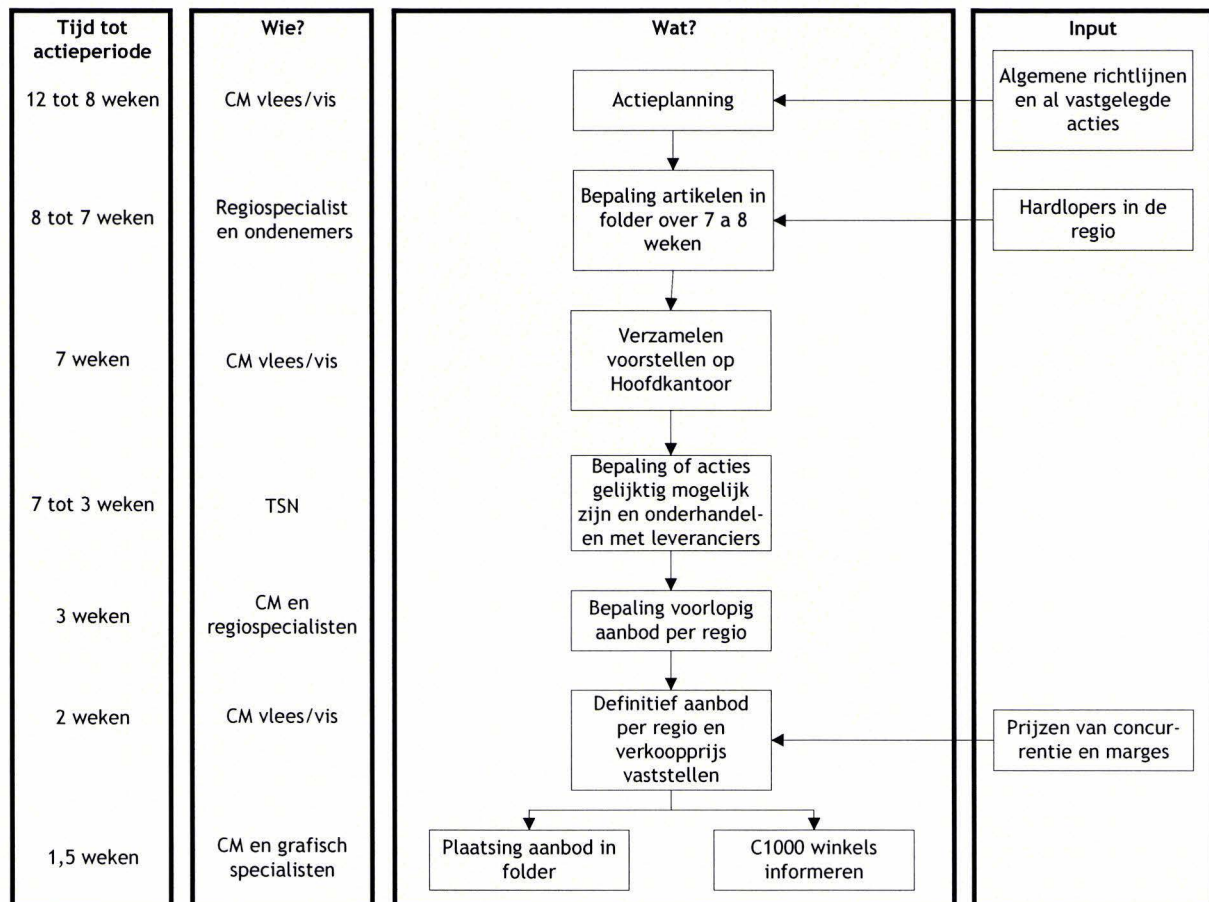 Tijd tot
actieperiode
Wie?
Wat?
Input
12 tot 8 weken
CM vlees/vis
Actieplanning
Algemene richtlijnen
en al vastgelegde
acties
8 tot 7 weken
Regiospecialist
en ondenemers
Bepaling artikelen in
folder over 7 a 8
weken
Hardlopers in de
regio
7 weken
CM vlees/vis
Verzamelen
voorstellen op
Hoofdkantoor
7 tot 3 weken
TSN
Bepaling of acties
gelijktig mogelijk
zijn en onderhandel-
en met leveranciers
3 weken
CM en
regiospecialisten
Bepaling voorlopig
aanbod per regio
2 weken
CM vlees/vis
Definitief aanbod
per regio en
verkoopprijs
vaststellen
Prijzen van concur-
rentie en marges
1,5 weken
CM en grafisch
specialisten
Plaatsing aanbod in
folder
C1000 winkels
informeren